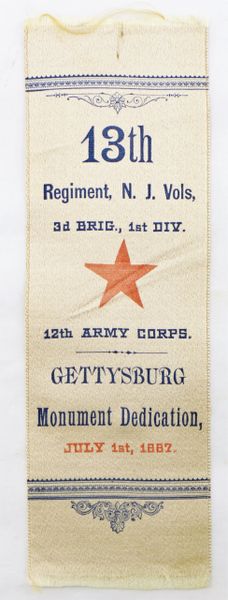 13th
Regiment, N. J. Vols,
3d BRIG., 1st DIV.
12th ARMY CORPS.
GETTYSBURG
Monument Dedication,
JULY 1st, 1887.